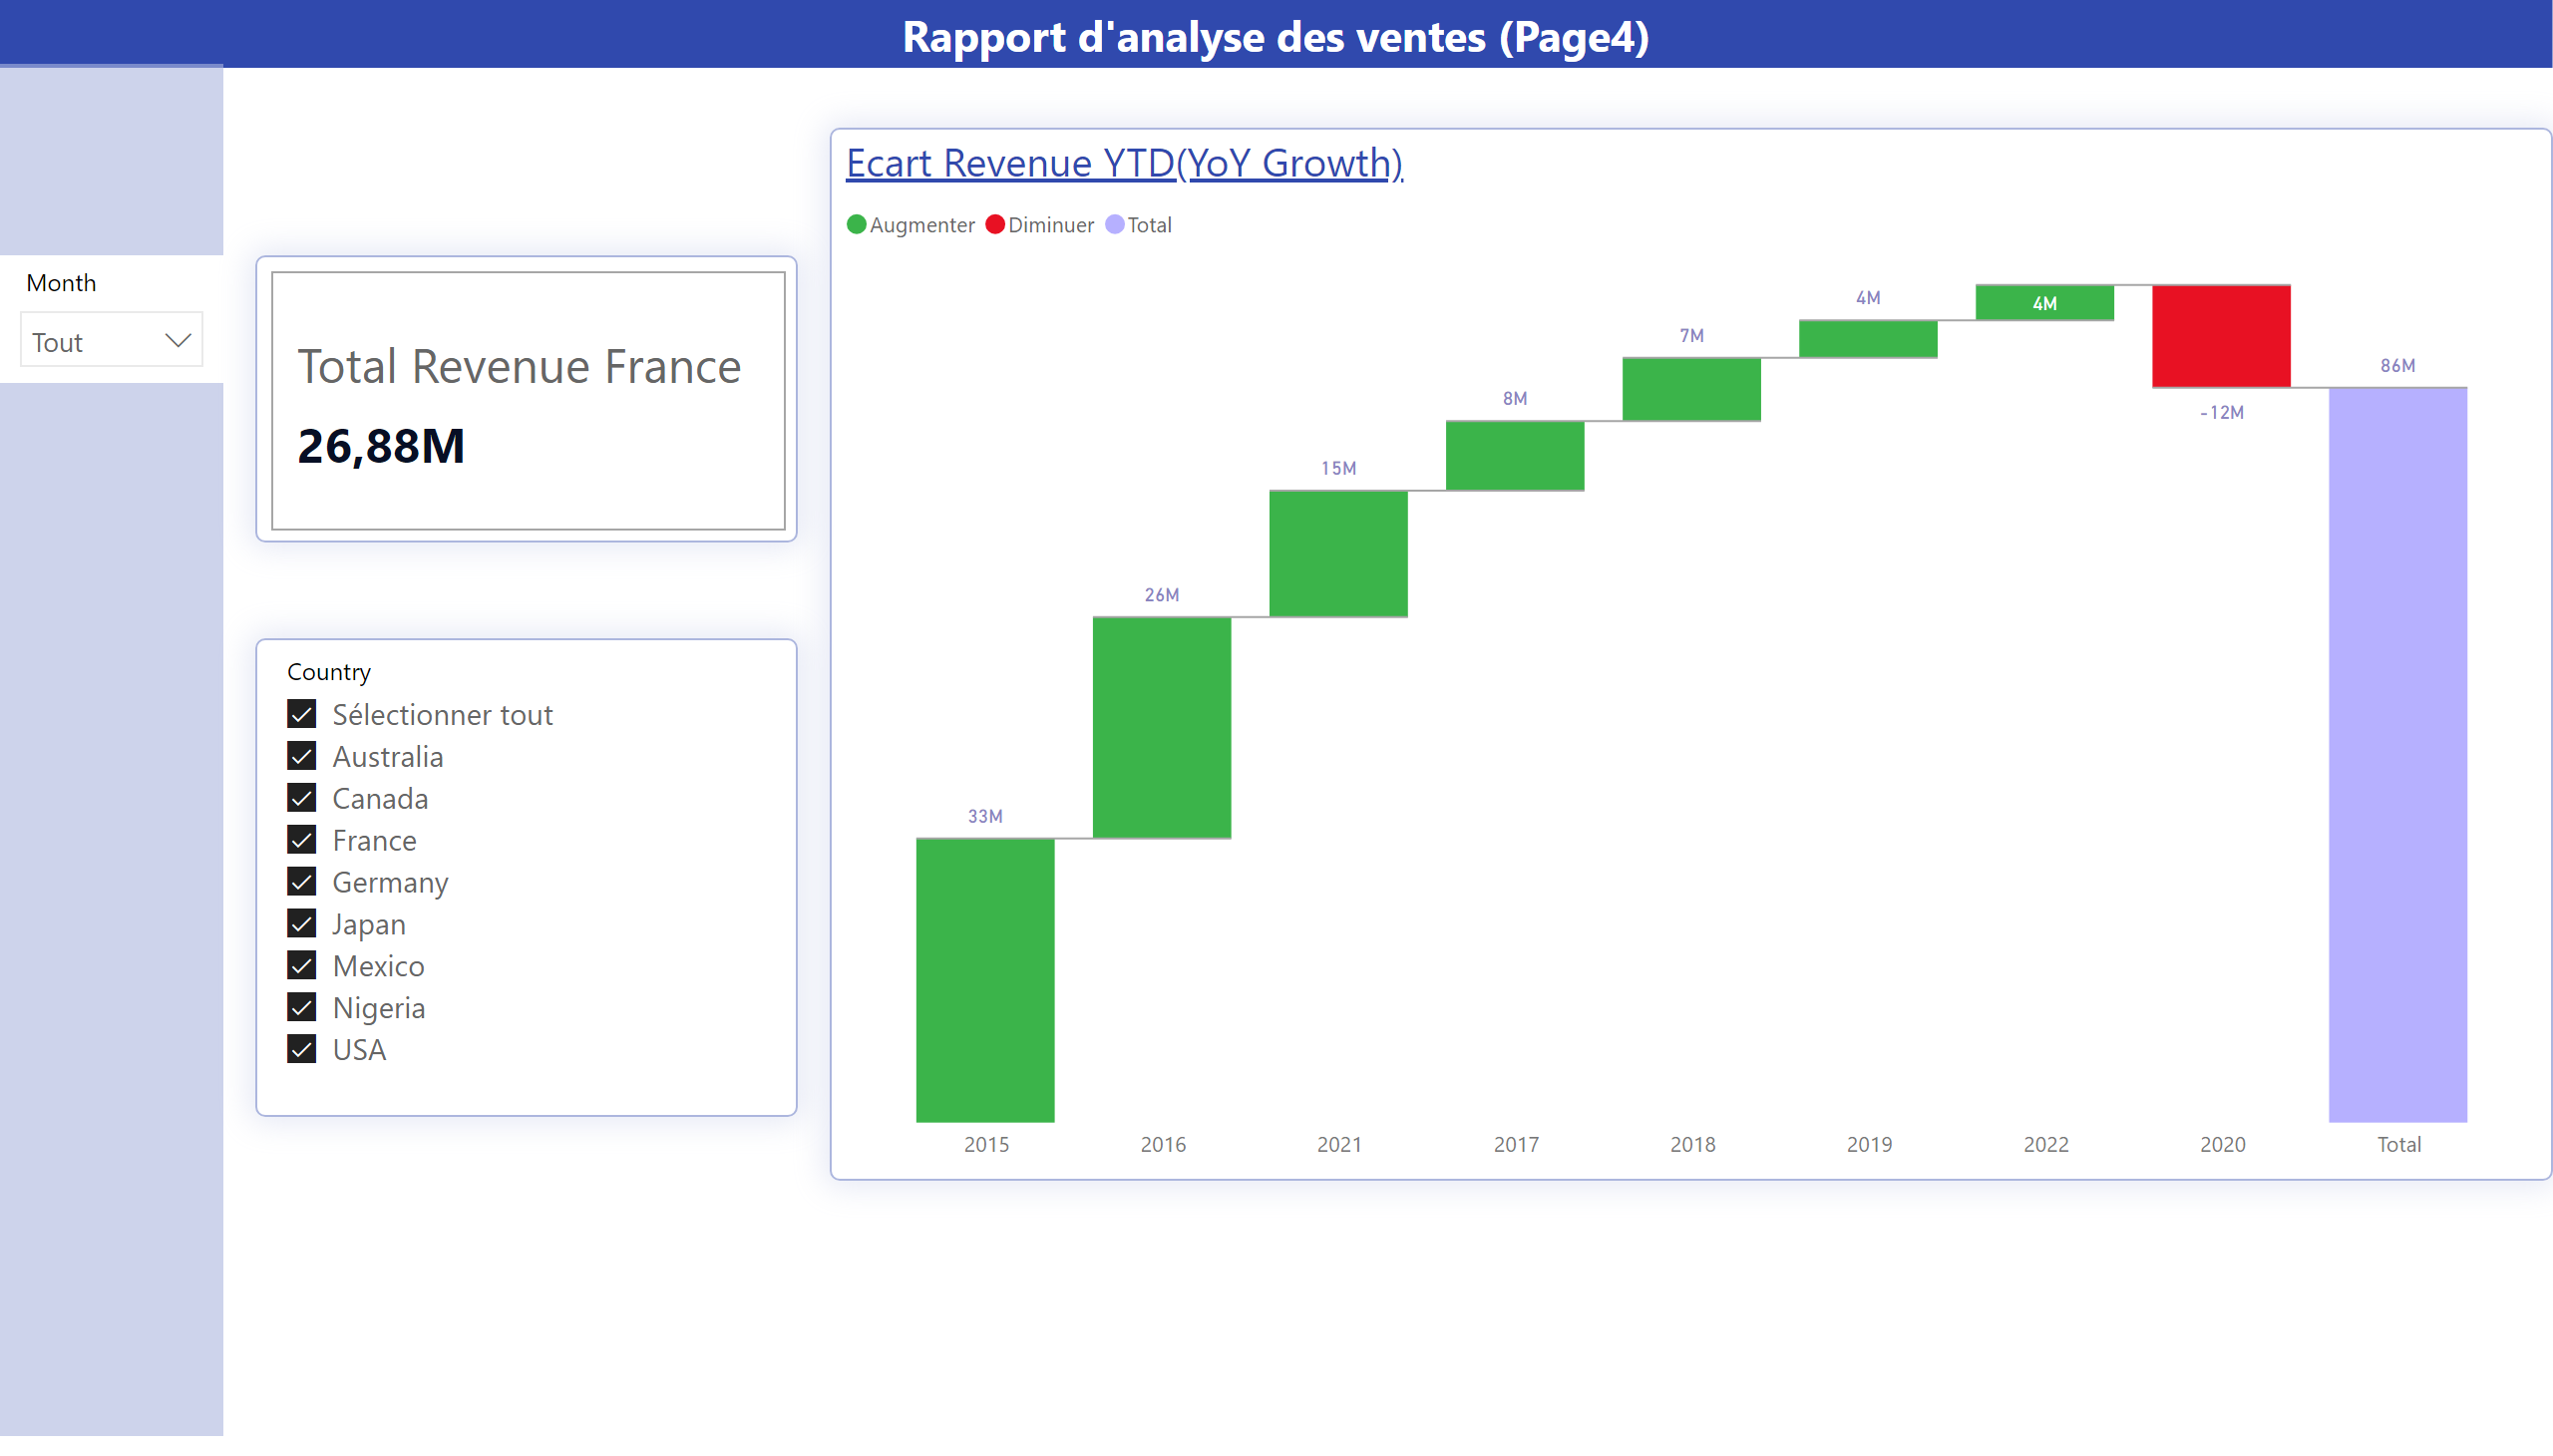 Rapport d'analyse des ventes (Page4)
Month
Tout
Total Revenue France
26,88M
Country
Sélectionner tout
Australia
Canada
France
Germany
Japan
Mexico
Nigeria
USA
Ecart Revenue YTD(YoY Growth)
Augmenter Diminuer Total
33M
26M
15M
8M
7M
4M
4M
-12M
86M
2015 2016 2021 2017 2018 2019 2022 2020 Total